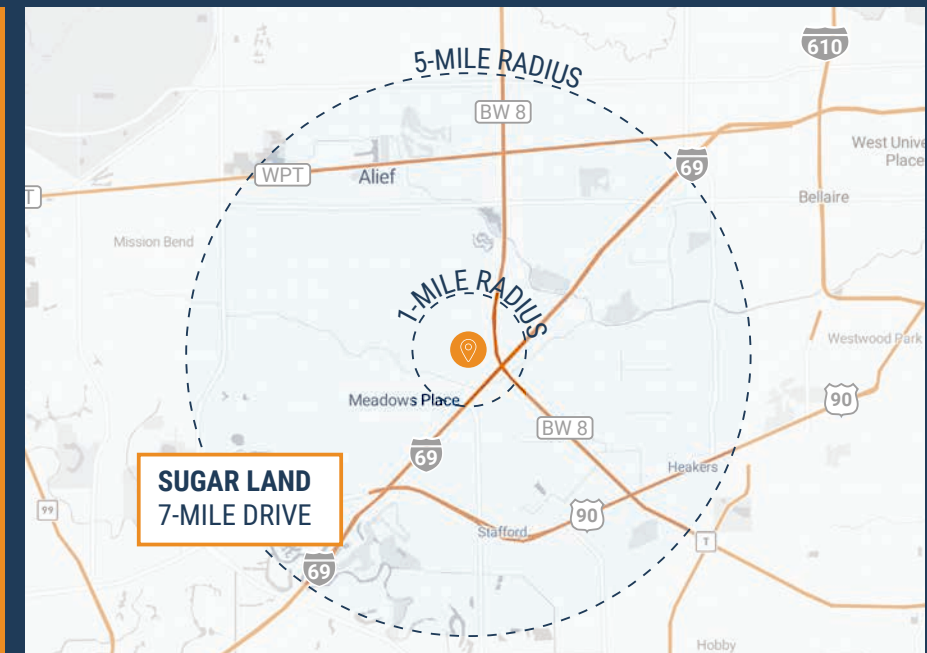 610
5-MILE RADIUS
BW 8
West Unive
Place
69
WPT
Alief
T
Bellaire
Mission Bend
1-MILE RADIUS
Westwood Park
Meadows Place
90
BW 8
69
SUGAR LAND
7-MILE DRIVE
Heakers
99
90
Stafford
T
69
Hobby